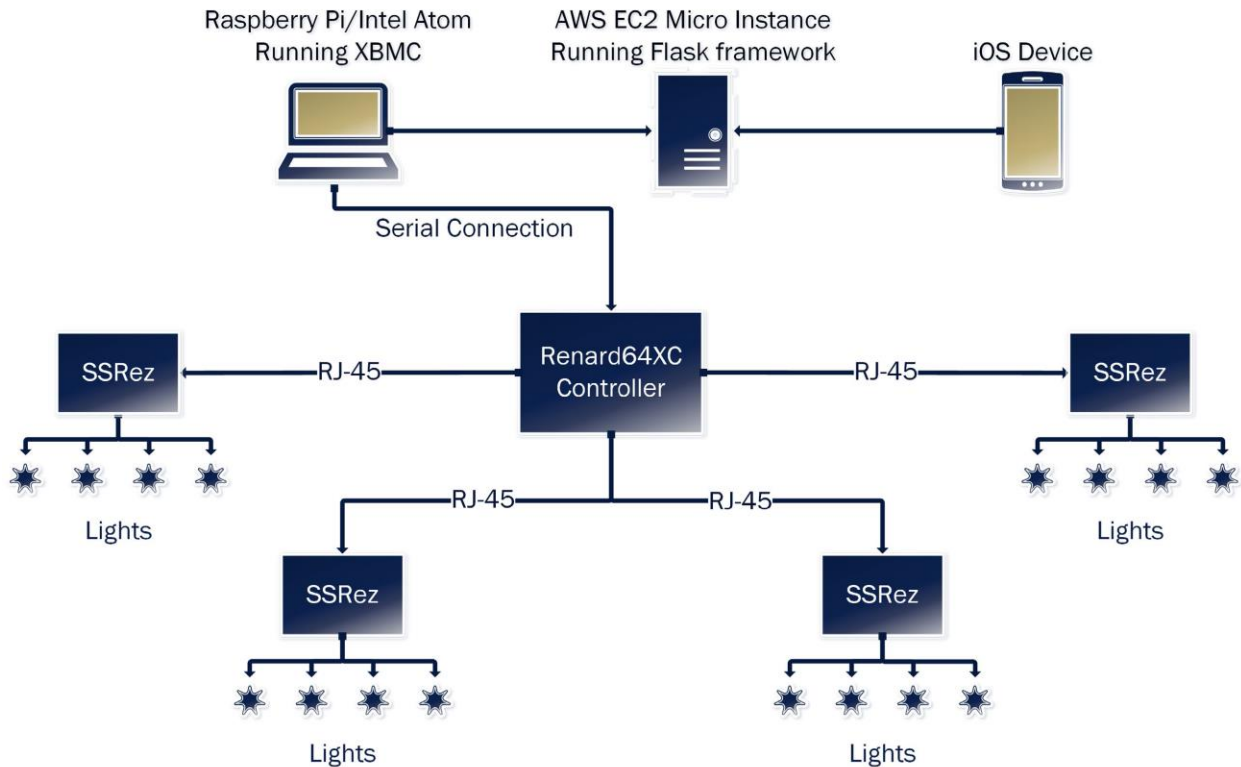 Raspberry Pi/Intel Atom
Running XBMC
AWS EC2 Micro Instance
Running Flask framework
iOS Device
Serial Connection
SSRez
RJ-45
Renard64XC
Controller
RJ-45
SSRez
Lights
RJ-45
RJ-45
Lights
SSRez
SSRez
Lights
Lights